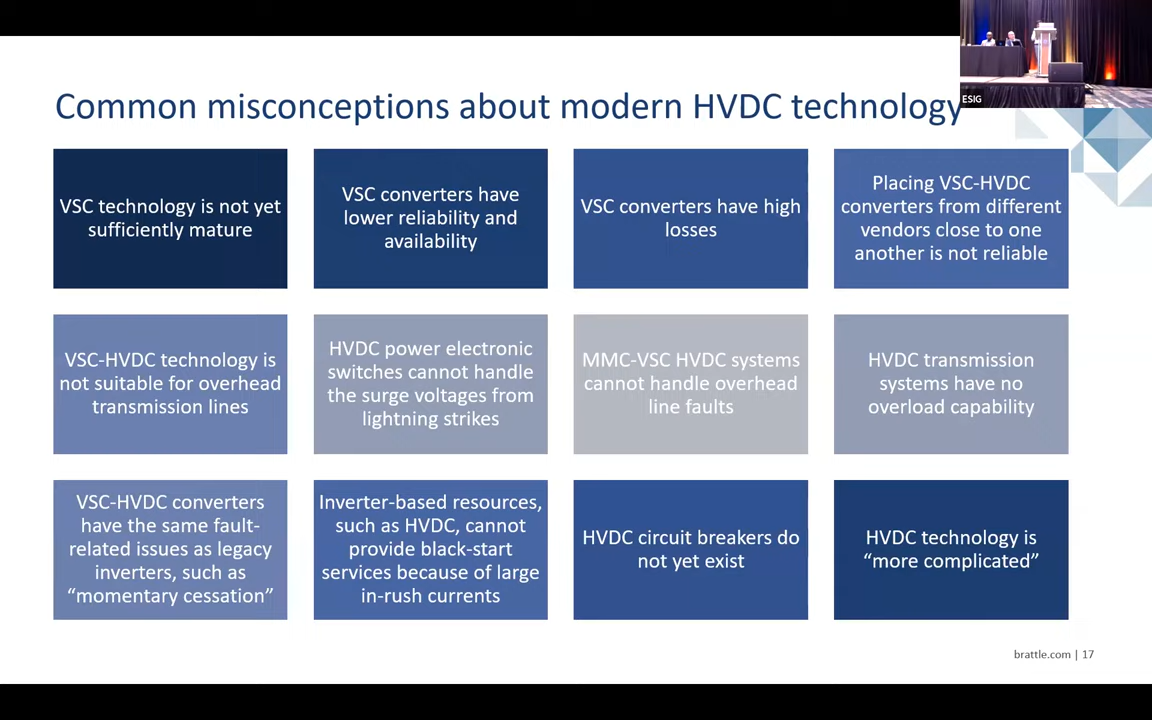 ESIG
Common misconceptions about modern HVDC technology
VSC technology is not yet
sufficiently mature
VSC converters have
lower reliability and
availability
VSC converters have high
losses
Placing VSC-HVDC
converters from different
vendors close to one
another is not reliable
VSC-HVDC technology is
not suitable for overhead
transmission lines
HVDC power electronic
switches cannot handle
the surge voltages from
lightning strikes
MMC-VSC HVDC systems
cannot handle overhead
line faults
HVDC transmission
systems have no
overload capability
VSC-HVDC converters
have the same fault-
related issues as legacy
inverters, such as
“momentary cessation”
Inverter-based resources,
such as HVDC, cannot
provide black-start
services because of large
in-rush currents
HVDC circuit breakers do
not yet exist
HVDC technology is
“more complicated”
brattle.com | 17